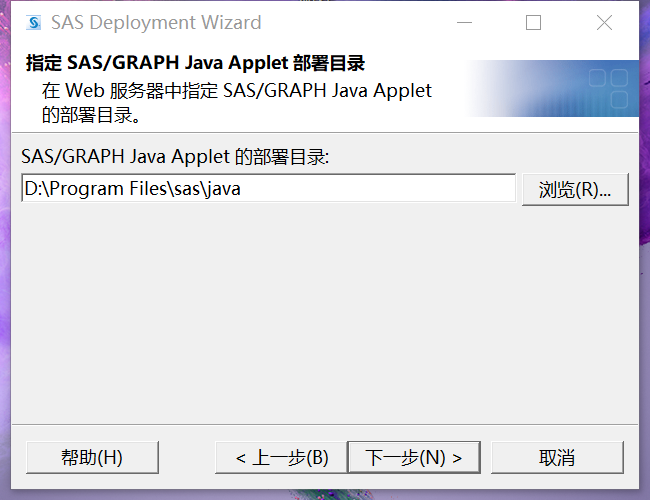 SAS Deployment Wizard
指定 SAS/GRAPH Java Applet 部署目录
在 Web 服务器中指定 SAS/GRAPH Java Applet
的部署目录。
SAS/GRAPH Java Applet 的部署目录:
D:\Program Files\sas\java
浏览(R)...
帮助(H)
< 上一步(B)
下一步(N) >
取消